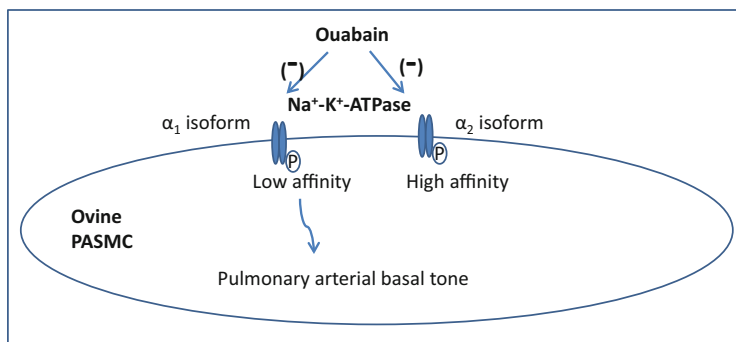 Ouabain
(-) (-)
Na⁺-K⁺-ATPase
α₁ isoform α₂ isoform
P P
Low affinity High affinity
Ovine
PASMC
Pulmonary arterial basal tone